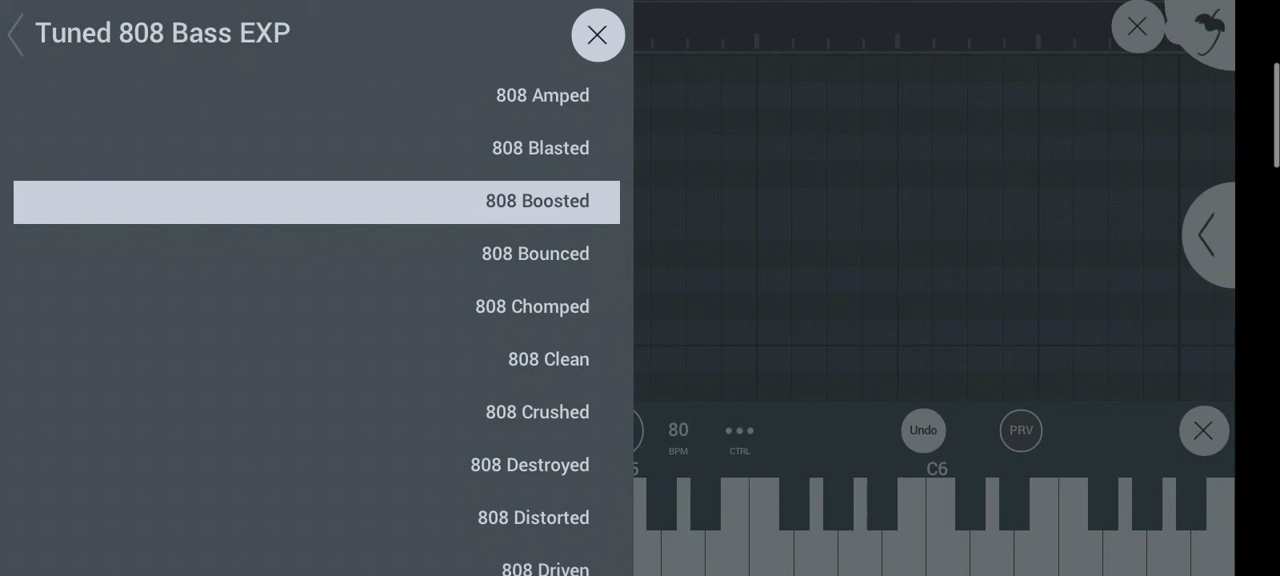 Tuned 808 Bass EXP
808 Amped
808 Blasted
808 Boosted
808 Bounced
808 Chomped
808 Clean
808 Crushed
808 Destroyed
808 Distorted
808 Driven
80
BPM
CTRL
Undo
PRV
C6